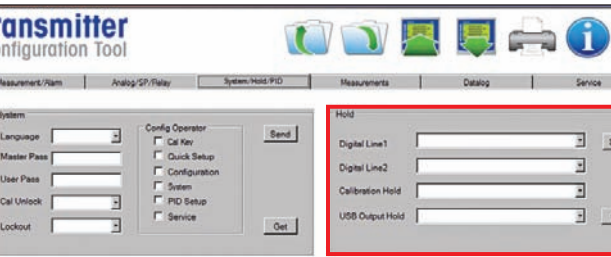 ransmitter
onfiguration Tool
Measurement/Alarm
Analog/SP/Relay
System/Hold/PID
Measurements
Datalog
Service
System
Language
Master Pass
User Pass
Cal Unlock
Lockout
Config Operator
Cal Key
Quick Setup
Configuration
System
PID Setup
Service
Send
Get
Hold
Digital Line1
Digital Line2
Calibration Hold
USB Output Hold